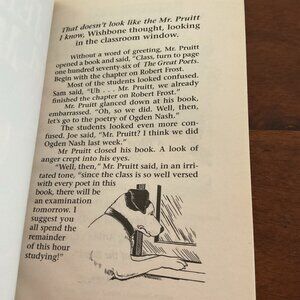 That doesn't look like the Mr. Pruitt
I know, Wishbone thought, looking
in the classroom window.
Without a word of greeting, Mr. Pruitt
opened a book and said, "Class, turn to page
one hundred seventy-six of The Great Poets.
Begin with the chapter on Robert Frost."
Most of the students looked confused.
Sam said, "Uh . . . Mr. Pruitt, we already
finished the chapter on Robert Frost."
Mr. Pruitt glanced down at his book,
embarrassed. "Oh, so we did. Well, then,
let's go to the poetry of Ogden Nash."
The students looked even more con-
fused. Joe said, "Mr. Pruitt? I think we did
Ogden Nash last week."
Mr Pruitt closed his book. A look of
anger crept into his eyes.
"Well, then," Mr. Pruitt said, in an irri-
tated tone, "since the class is so well versed
with every poet in this
book, there will be
an examination
tomorrow. I
suggest you
all spend the
remainder
of this hour
studying!"